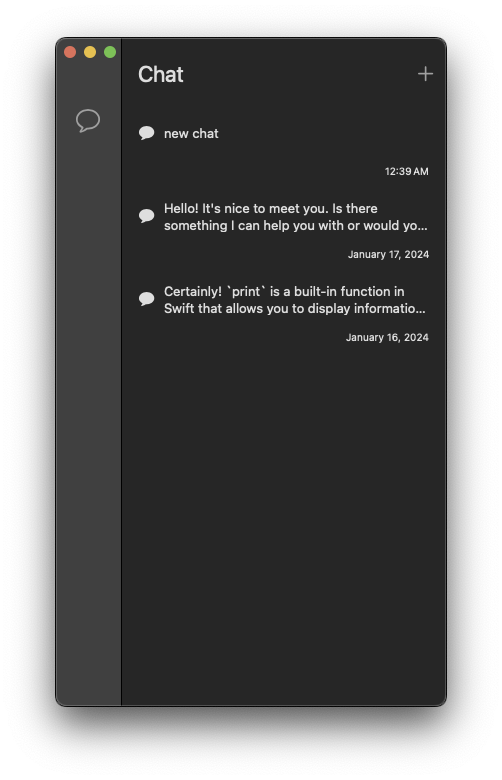 Chat
new chat
12:39 AM
Hello! It's nice to meet you. Is there
something I can help you with or would yo...
January 17, 2024
Certainly! `print` is a built-in function in
Swift that allows you to display informatio...
January 16, 2024